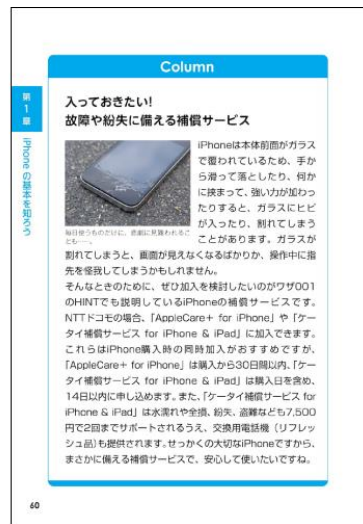 Column
第1章
iPhoneの基本を知ろう
入っておきたい!
故障や紛失に備える補償サービス
iPhoneは本体前面がガラス
で覆われているため、手か
ら滑って落としたり、何か
に挟まって、強い力が加わっ
たりすると、ガラスにヒビ
が入ったり、割れてしまう
ことがあります。ガラスが
毎日使うものだけに、悲劇に見舞われるこ
とも……。
割れてしまうと、画面が見えなくなるばかりか、操作中に指
先を怪我してしまうかもしれません。
そんなときのために、ぜひ加入を検討したいのワザ001
のHINTでも説明しているiPhoneの補償サービスです。
NTTドコモの場合、「AppleCare+ for iPhone」や「ケー
タイ補償サービス for iPhone & iPad」に加入できます。
これらはiPhone購入時の同時加入がおすすめですが、
「AppleCare+ for iPhone」は購入から30日間以内、「ケー
タイ補償サービス for iPhone & iPad」は購入日を含め、
14日以内に申し込めます。また、「ケータイ補償サービス for
iPhone & iPad」は水濡れや全損、紛失、盗難なども7,500
円で2回までサポートされるうえ、交換用電話機（リフレッ
シュ品）も提供されます。せっかくの大切なiPhoneですから、
まさかに備える補償サービスで、安心して使いたいですね。
60